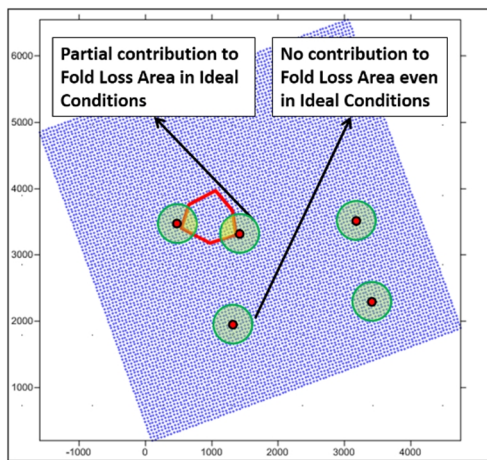 Partial contribution to
Fold Loss Area in Ideal
Conditions
No contribution to
Fold Loss Area even
in Ideal Conditions
6000
5000
4000
3000
2000
1000
-1000
0
1000
2000
3000
4000